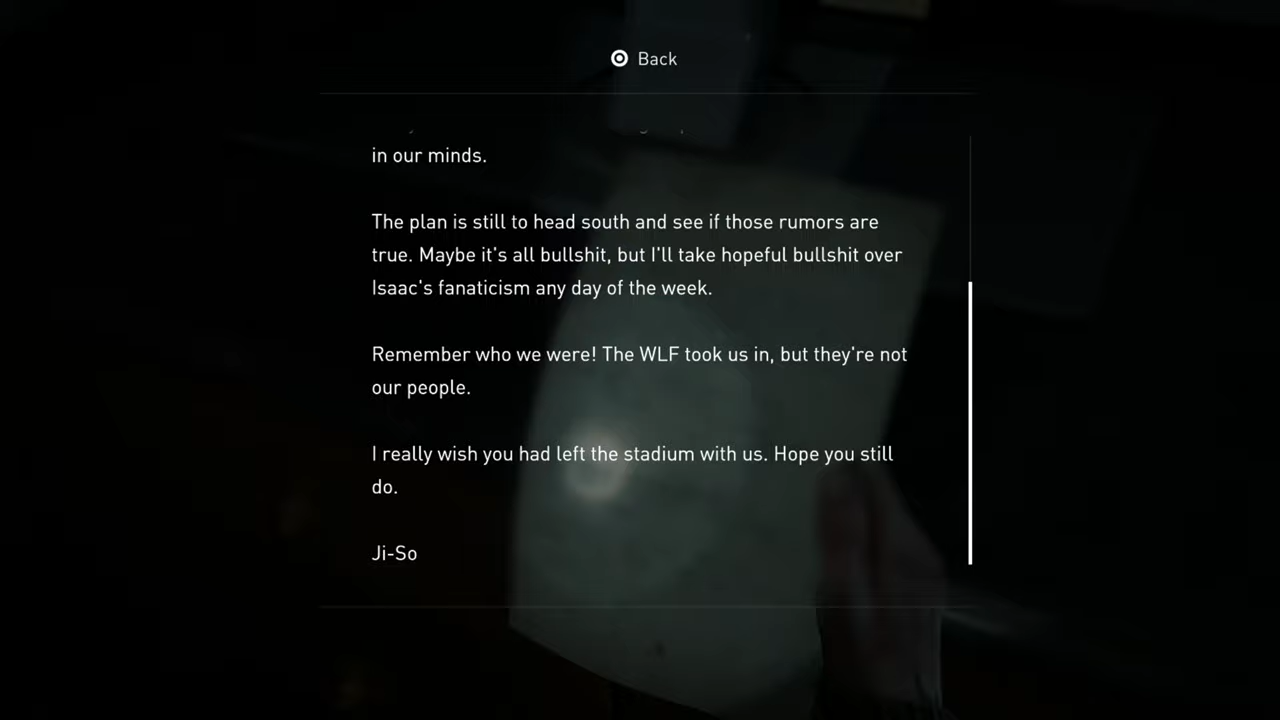 Back
in our minds.
The plan is still to head south and see if those rumors are
true. Maybe it's all bullshit, but I'll take hopeful bullshit over
Isaac's fanaticism any day of the week.
Remember who we were! The WLF took us in, but they're not
our people.
I really wish you had left the stadium with us. Hope you still
do.
Ji-So